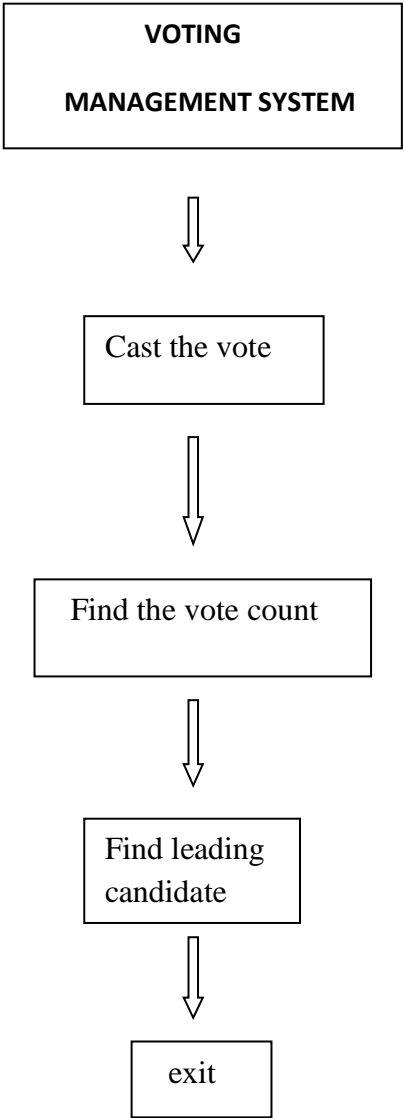 VOTING
MANAGEMENT SYSTEM
Cast the vote
Find the vote count
Find leading
candidate
exit